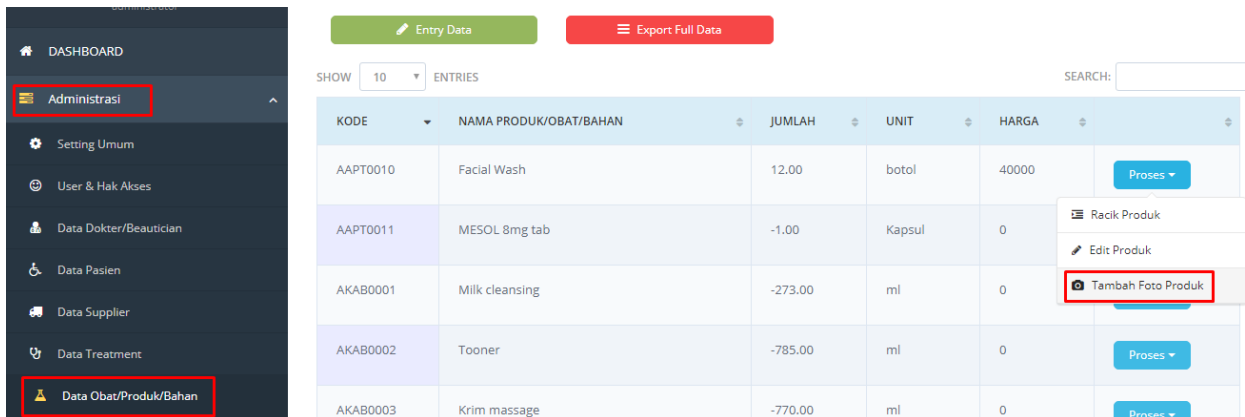 administrator
DASHBOARD
Administrasi
Setting Umum
User & Hak Akses
Data Dokter/Beautician
Data Pasien
Data Supplier
Data Treatment
Data Obat/Produk/Bahan
Entry Data
Export Full Data
SHOW 10 ENTRIES
SEARCH:
KODE NAMA PRODUK/OBAT/BAHAN JUMLAH UNIT HARGA
AAPT0010 Facial Wash 12.00 botol 40000 Proses
Racik Produk
Edit Produk
Tambah Foto Produk
AAPT0011 MESOL 8mg tab -1.00 Kapsul 0
AKAB0001 Milk cleansing -273.00 ml 0
AKAB0002 Tooner -785.00 ml 0 Proses
AKAB0003 Krim massage -770.00 ml 0 Proses